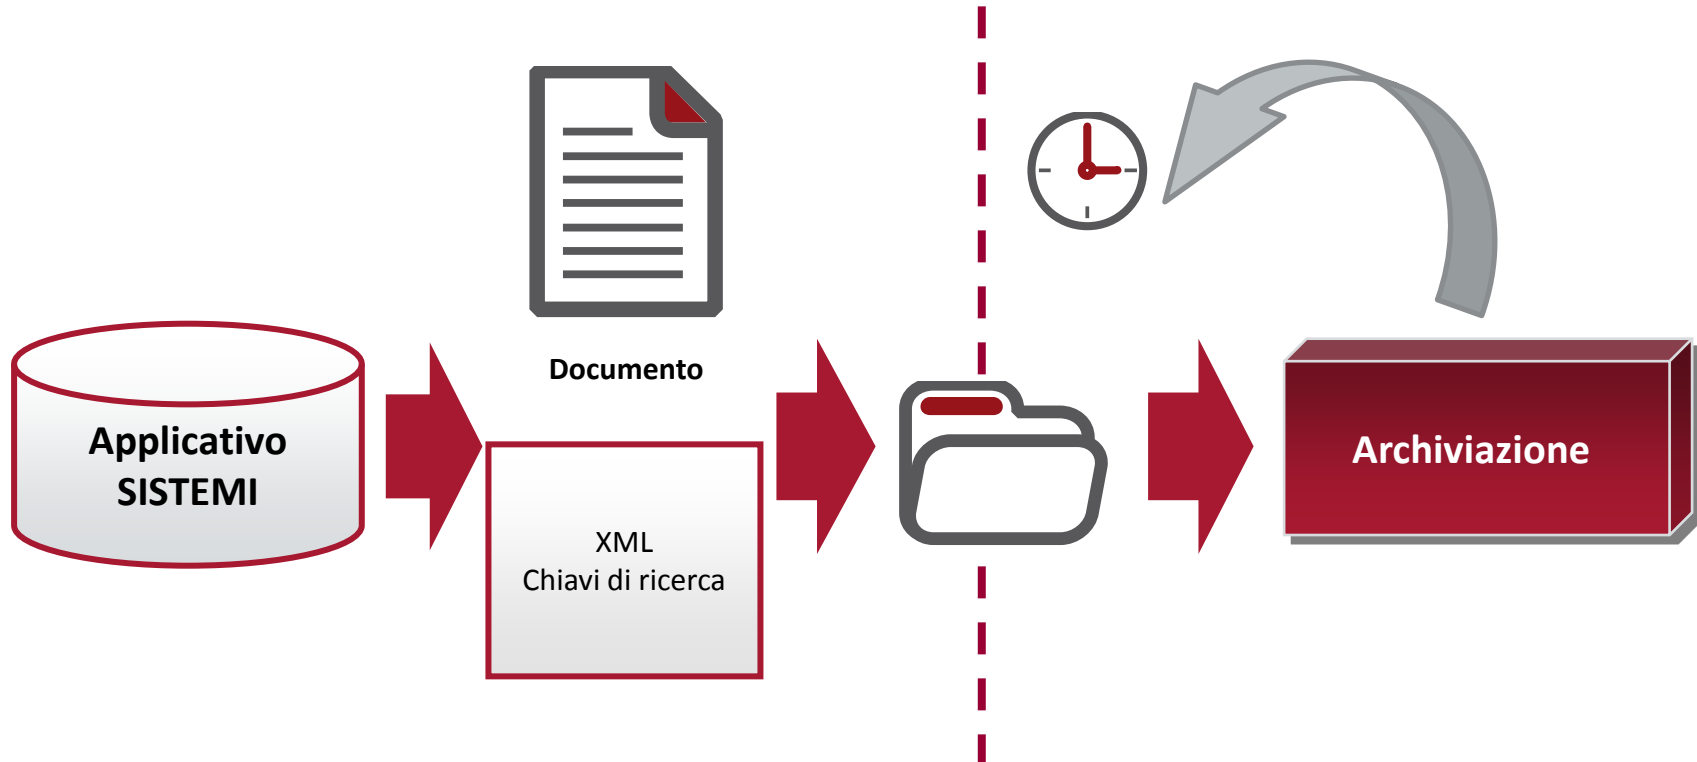 Applicativo
SISTEMI
Documento
XML
Chiavi di ricerca
Archiviazione